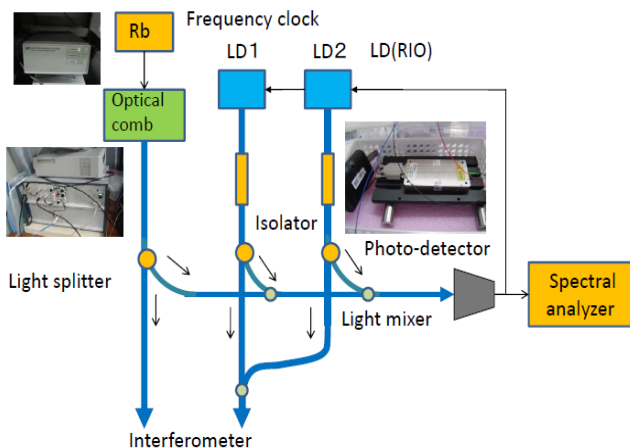 Frequency clock
Rb
LD1
LD2
LD(RIO)
Optical
comb
Isolator
Photo-detector
Light splitter
Light mixer
Spectral
analyzer
Interferometer